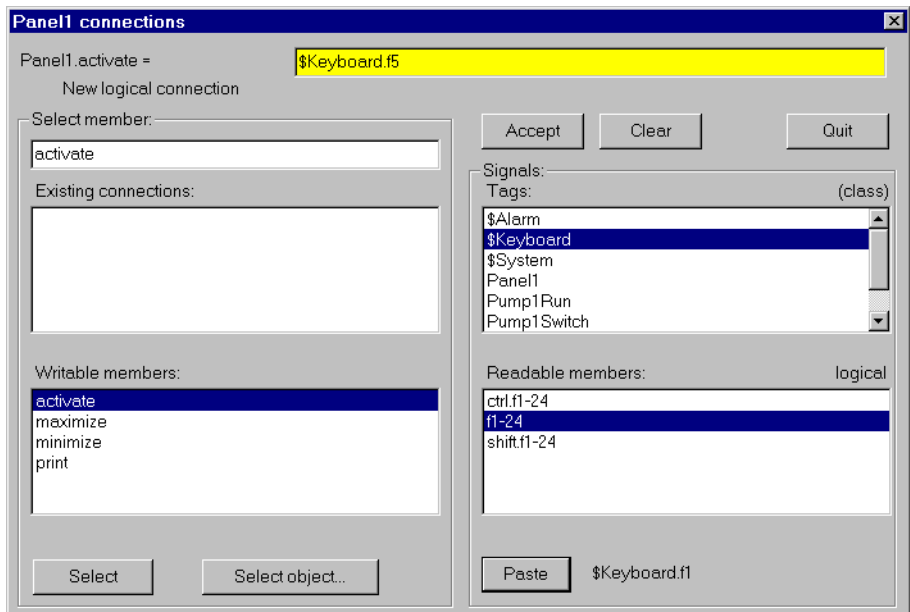 Panel1 connections
Panel1.activate =
$Keyboard.f5
New logical connection
Select member:
activate
Existing connections:
Writable members:
activate
maximize
minimize
print
Select
Select object...
Accept
Clear
Quit
Signals:
Tags:
(class)
$Alarm
$Keyboard
$System
Panel1
Pump1Run
Pump1Switch
Readable members:
logical
ctrl.f1-24
f1-24
shift.f1-24
Paste
$Keyboard.f1